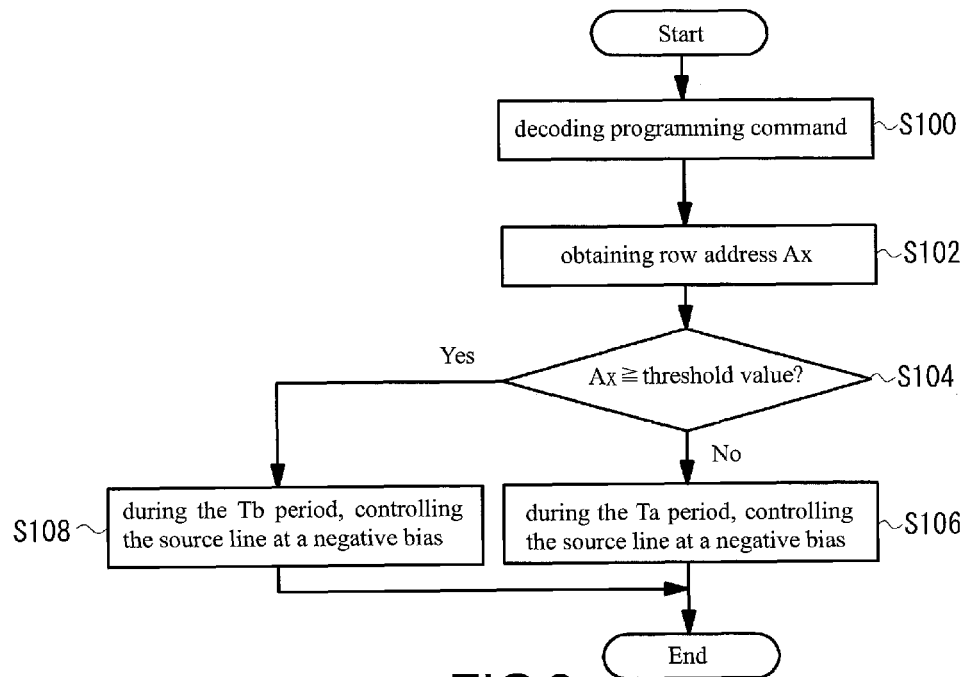 Start
decoding programming command
S100
obtaining row address Ax
S102
Yes
Ax ≧ threshold value?
S104
No
S108
during the Tb period, controlling
the source line at a negative bias
during the Ta period, controlling
the source line at a negative bias
S106
End